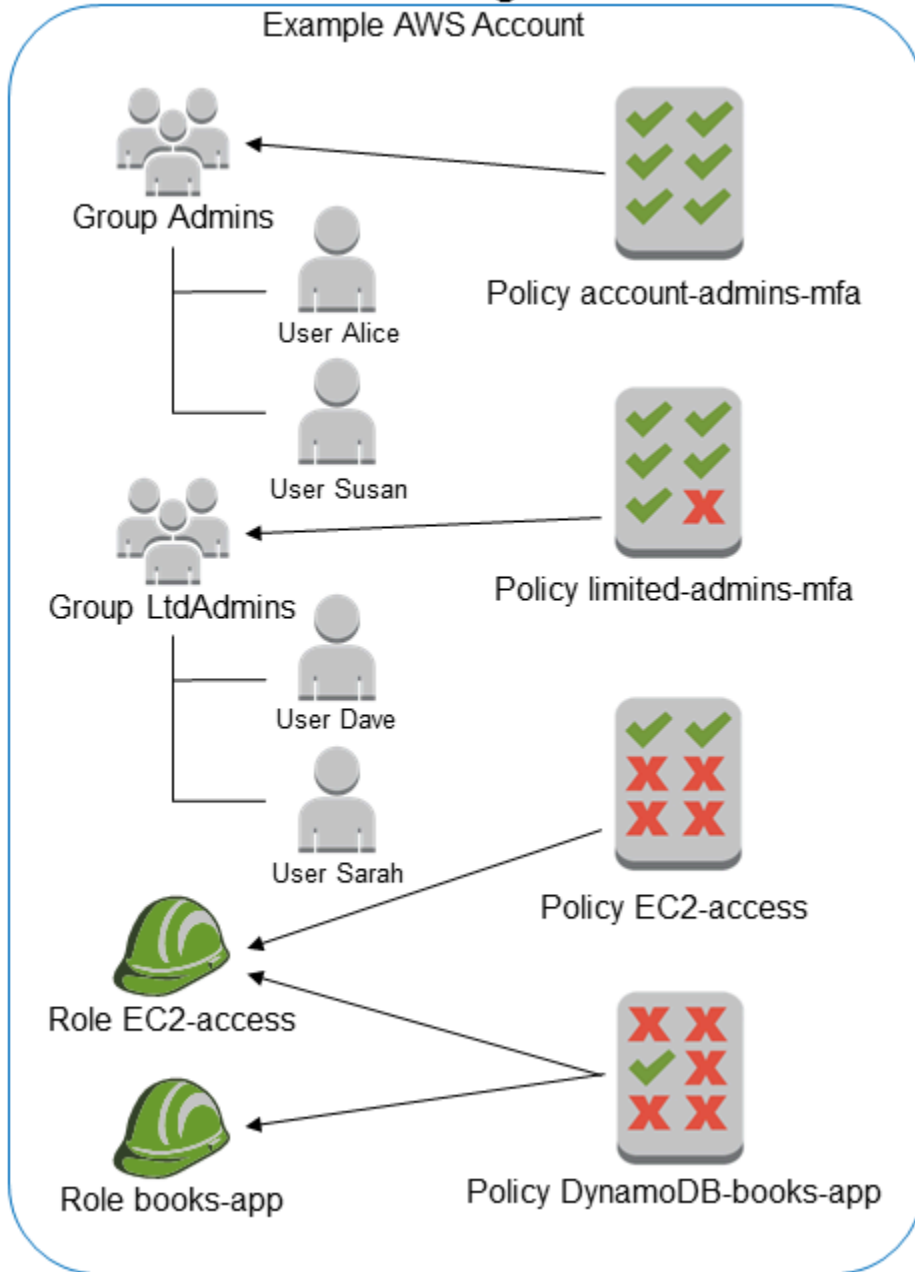 Example AWS Account
Group Admins
Policy account-admins-mfa
User Alice
User Susan
Group LtdAdmins
Policy limited-admins-mfa
User Dave
User Sarah
Policy EC2-access
Role EC2-access
Role books-app
Policy DynamoDB-books-app